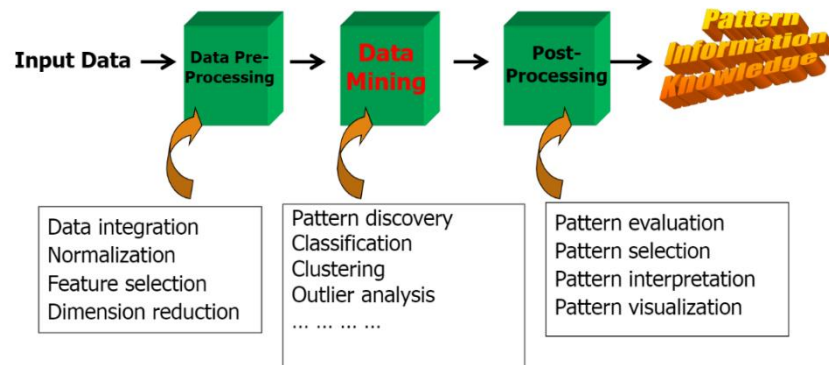 Input Data
Data Pre-
Processing
Data
Mining
Post-
Processing
Pattern
Information
Knowledge
Data integration
Normalization
Feature selection
Dimension reduction
Pattern discovery
Classification
Clustering
Outlier analysis
... ... ... ...
Pattern evaluation
Pattern selection
Pattern interpretation
Pattern visualization